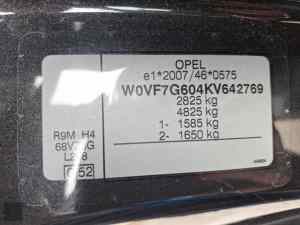 OPEL
e1*2007/46*0575
W0VF7G604KV642769
2825 kg
4825 kg
1- 1585 kg
2- 1650 kg
R9M H4